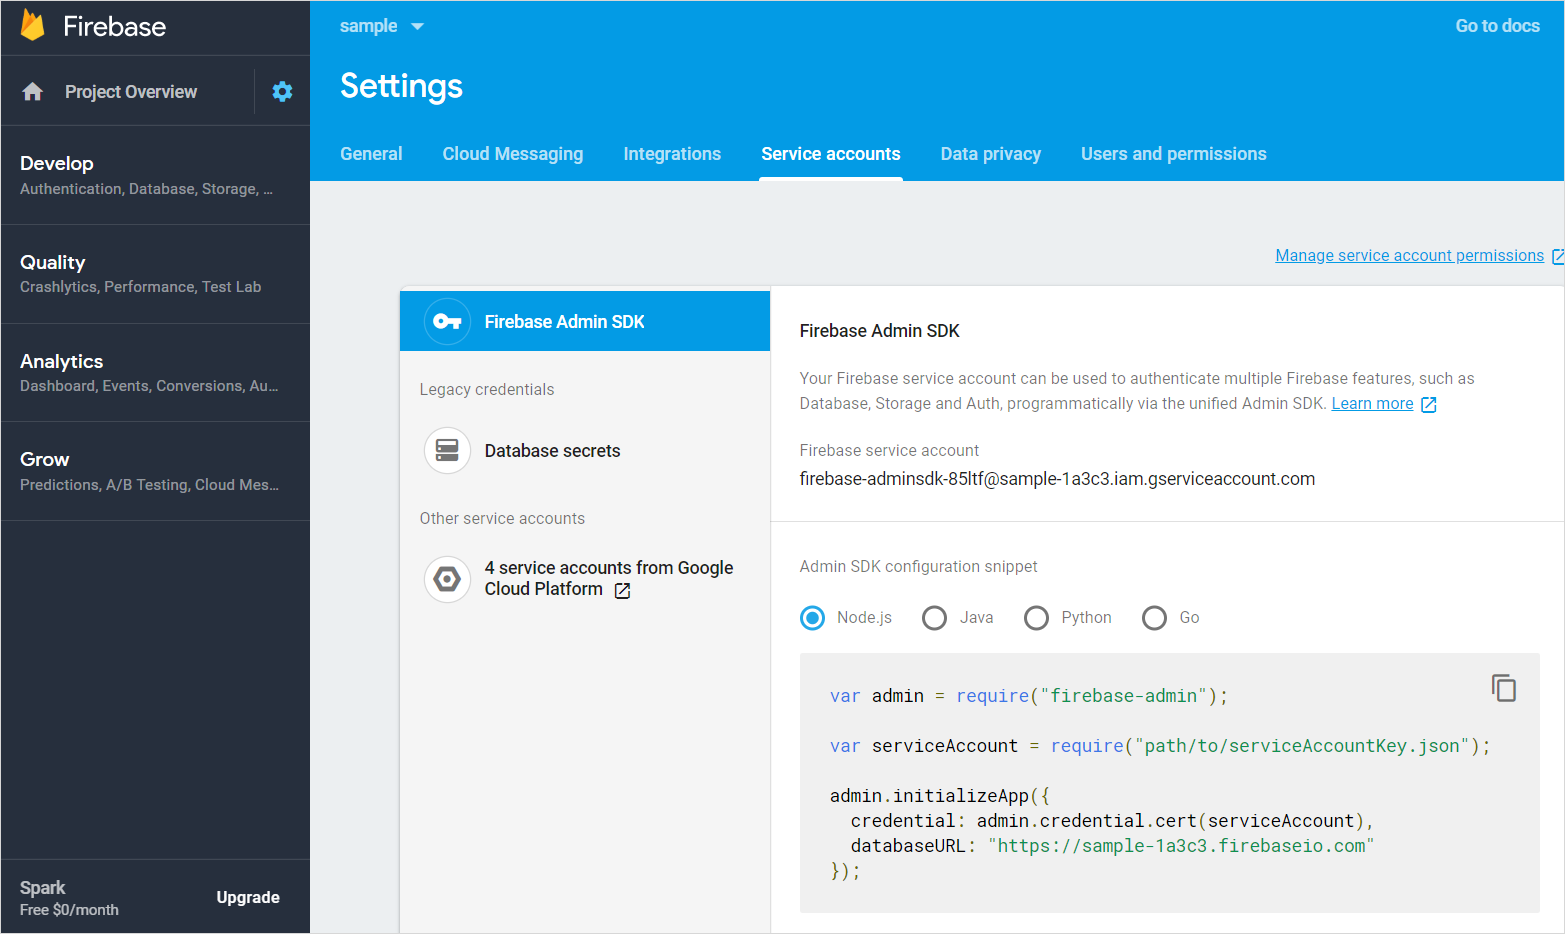 Firebase
Project Overview
Develop
Authentication, Database, Storage, ...
Quality
Crashlytics, Performance, Test Lab
Analytics
Dashboard, Events, Conversions, Au...
Grow
Predictions, A/B Testing, Cloud Mes...
Spark
Free $0/month
Upgrade
sample
Go to docs
Settings
General
Cloud Messaging
Integrations
Service accounts
Data privacy
Users and permissions
Manage service account permissions
Firebase Admin SDK
Legacy credentials
Database secrets
Other service accounts
4 service accounts from Google
Cloud Platform
Firebase Admin SDK
Your Firebase service account can be used to authenticate multiple Firebase features, such as
Database, Storage and Auth, programmatically via the unified Admin SDK. Learn more
Firebase service account
firebase-adminsdk-85ltf@sample-1a3c3.iam.gserviceaccount.com
Admin SDK configuration snippet
Node.js
Java
Python
Go
var admin = require("firebase-admin");
var serviceAccount = require("path/to/serviceAccountKey.json");
admin.initializeApp({
  credential: admin.credential.cert(serviceAccount),
  databaseURL: "https://sample-1a3c3.firebaseio.com"
});